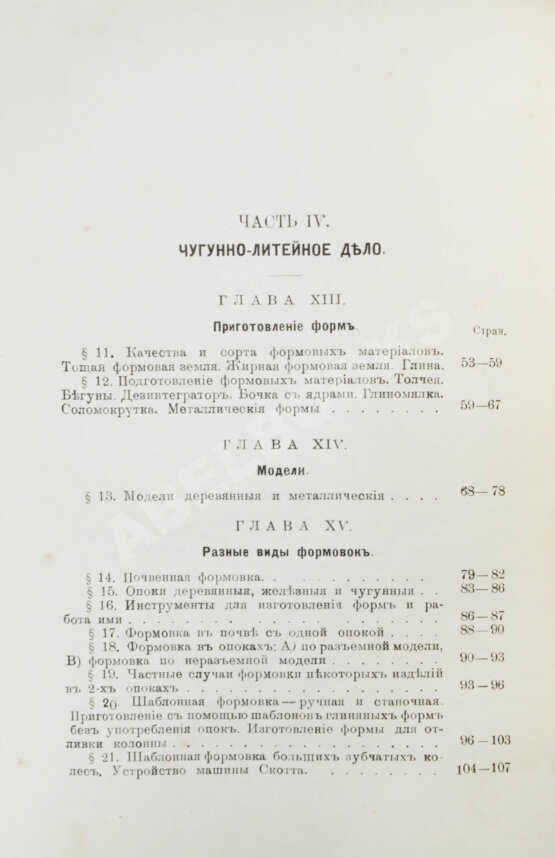 ЧАСТЬ IV.
ЧУГУННО-ЛИТЕЙНОЕ ДѢЛО.
ГЛАВА XIII.
Приготовленіе формъ.
Стран.
§ 11. Качества и сорта формовыхъ матеріаловъ.
Тощая формовая земля. Жирная формовая земля. Глина. 53—59
§ 12. Подготовленіе формовыхъ матеріаловъ. Толчея.
Бѣгуны. Дезинтеграторъ. Бочка съ ядрами. Глиномялка.
Соломокрутка. Металлическія формы . . . . . . . . 59—67
ГЛАВА XIV.
Модели.
§ 13. Модели деревянныя и металлическія . . . . 68—78
ГЛАВА XV.
Разные виды формовокъ.
§ 14. Почвенная формовка. . . . . . . . . . . 79—82
§ 15. Опоки деревянныя, желѣзныя и чугунныя . . 83—86
§ 16. Инструменты для изготовленія формъ и ра-
бота ими . . . . . . . . . . . . . . . . . . 86—87
§ 17. Формовка въ почвѣ съ одной опокой . . . . 88—90
§ 18. Формовка въ опокахъ: А) по разъемной модели,
В) формовка по неразъемной модели . . . . . . . . 90—93
§ 19. Частные случаи формовки нѣкоторыхъ издѣлій
въ 2-хъ опокахъ . . . . . . . . . . . . . . . 93—96
§ 20. Шаблонная формовка — ручная и станочная.
Приготовленіе съ помощью шаблоновъ глиняныхъ формъ
безъ употребленія опокъ. Изготовленіе формы для от-
ливки колонны . . . . . . . . . . . . . . . . 96—103
§ 21. Шаблонная формовка большихъ зубчатыхъ ко-
лесъ. Устройство машины Скотта. . . . . . . . . 104—107
ABELBOOKS